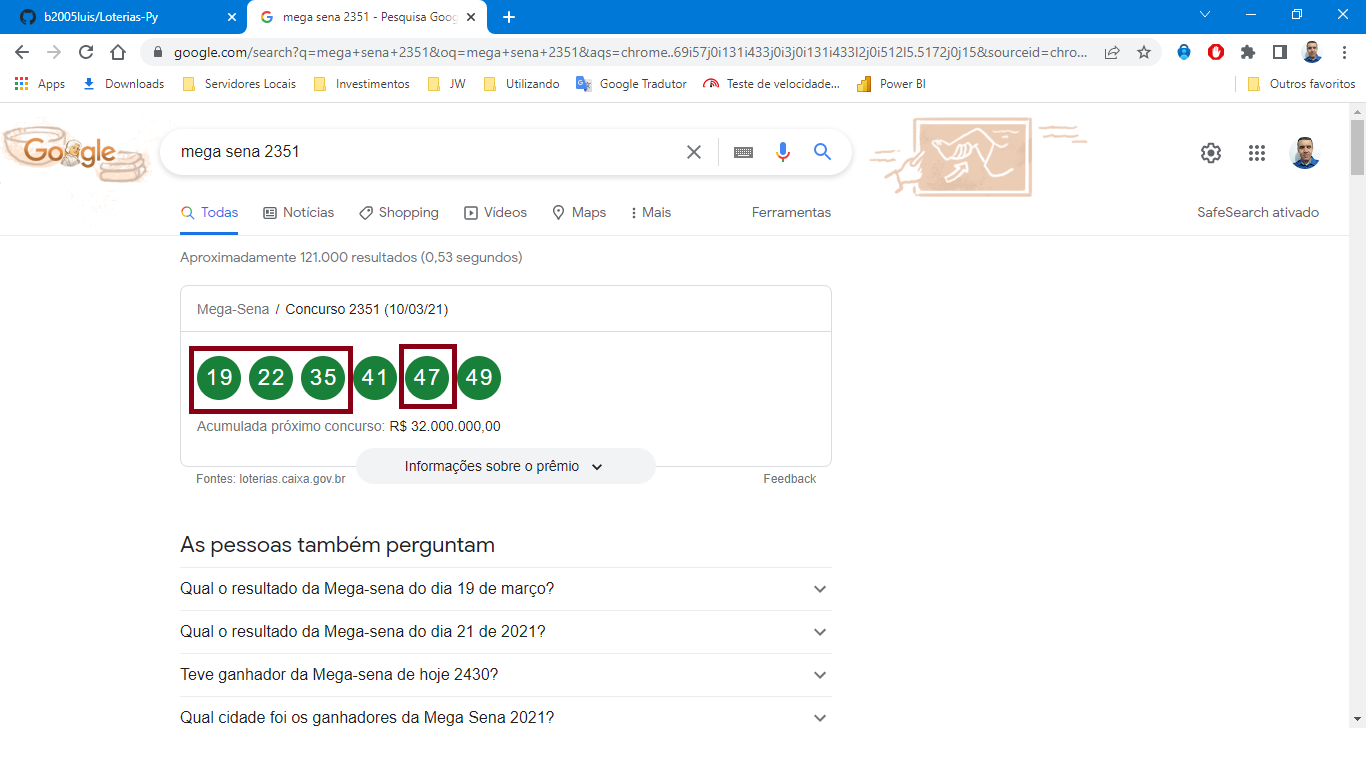 b2005luis/Loterias-Py
mega sena 2351 - Pesquisa Goog
google.com/search?q=mega+sena+2351&oq=mega+sena+2351&aqs=chrome..69i57j0i131i433j0i3j0i131i433l2j0i512l5.5172j0j15&sourceid=chro...
Apps Downloads Servidores Locais Investimentos JW Utilizando Google Tradutor Teste de velocidade... Power BI Outros favoritos
Google
mega sena 2351
Todas Notícias Shopping Vídeos Maps Mais Ferramentas SafeSearch ativado
Aproximadamente 121.000 resultados (0,53 segundos)
Mega-Sena / Concurso 2351 (10/03/21)
19 22 35 41 47 49
Acumulada próximo concurso: R$ 32.000.000,00
Informações sobre o prêmio
Fontes: loterias.caixa.gov.br Feedback
As pessoas também perguntam
Qual o resultado da Mega-sena do dia 19 de março?
Qual o resultado da Mega-sena do dia 21 de 2021?
Teve ganhador da Mega-sena de hoje 2430?
Qual cidade foi os ganhadores da Mega Sena 2021?